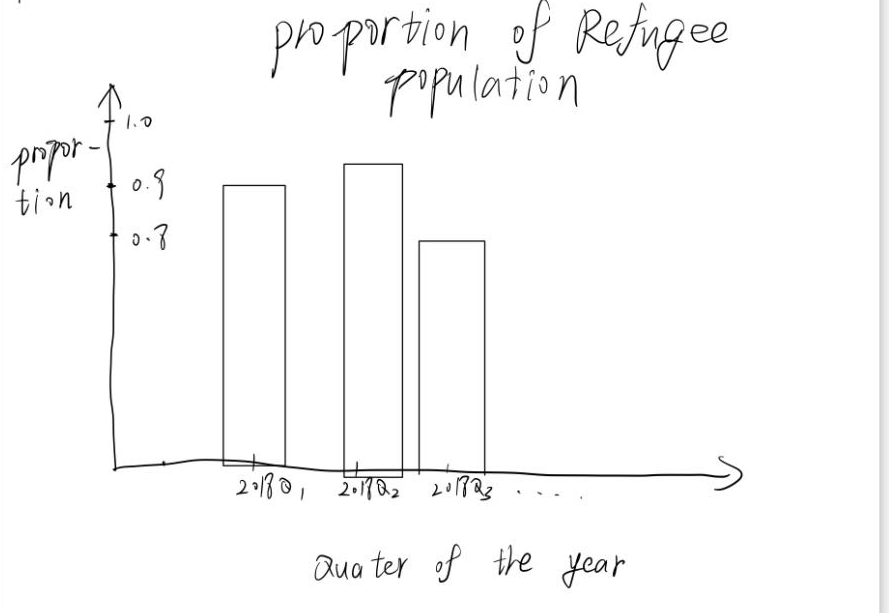 proportion of Refugee
population
1.0
propor-
tion
0.9
0.8
2018Q1 2018Q2 2018Q3 .....
Quater of the year